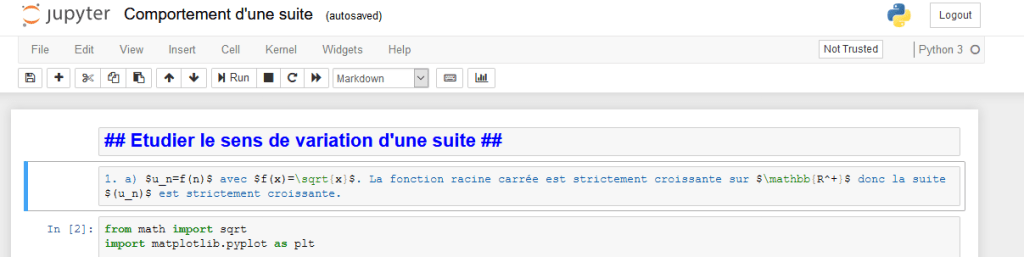 jupyter Comportement d'une suite (autosaved) Logout
File Edit View Insert Cell Kernel Widgets Help Not Trusted Python 3
Run Markdown
## Etudier le sens de variation d'une suite ##
1. a) $u_n=f(n)$ avec $f(x)=\sqrt{x}$. La fonction racine carrée est strictement croissante sur $\mathbb{R^+}$ donc la suite
$(u_n)$ est strictement croissante.
In [2]: from math import sqrt
import matplotlib.pyplot as plt